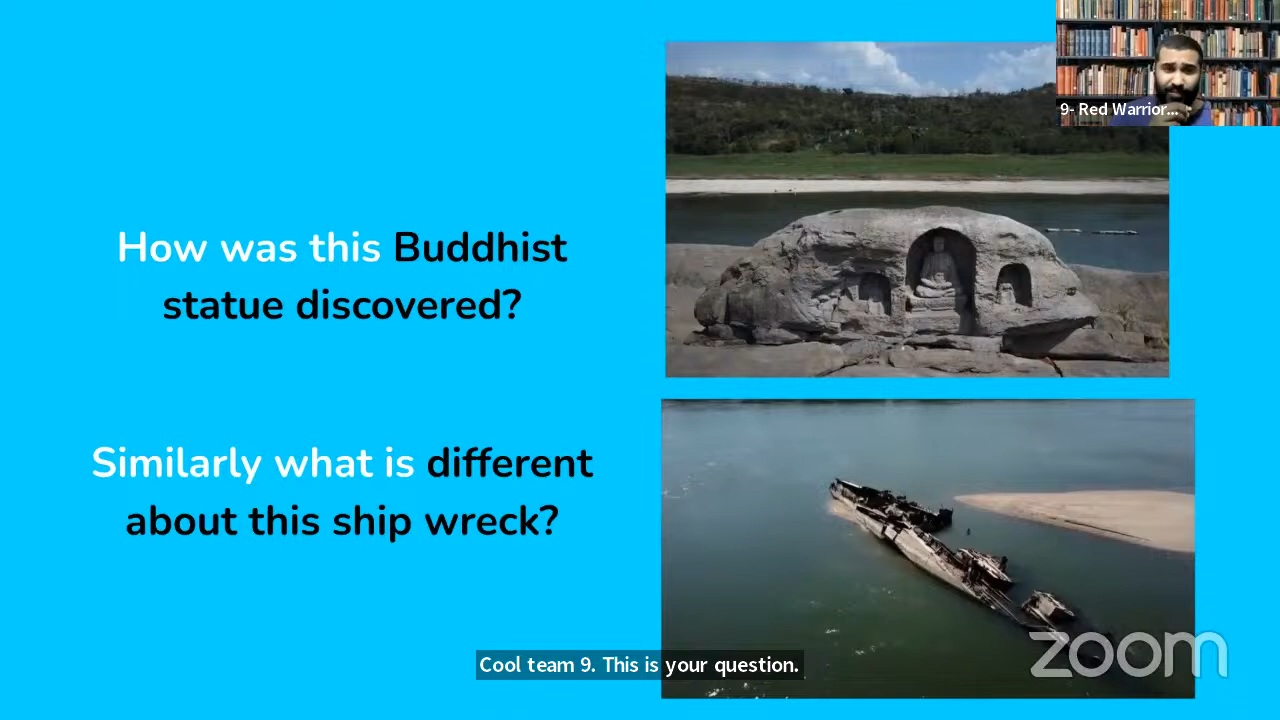 9- Red Warrior...
How was this Buddhist
statue discovered?
Similarly what is different
about this ship wreck?
Cool team 9. This is your question.
zoom